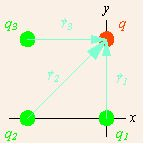 y
q₃
q
r₃
r₂
r₁
x
q₂
q₁